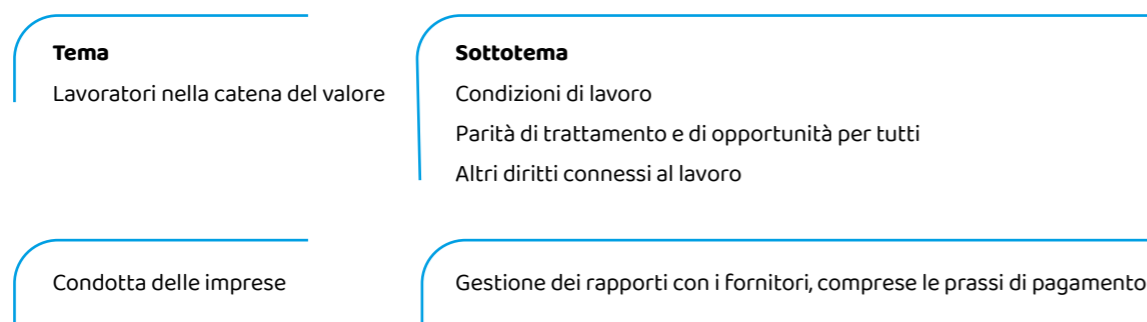 Tema
Lavoratori nella catena del valore
Sottotema
Condizioni di lavoro
Parità di trattamento e di opportunità per tutti
Altri diritti connessi al lavoro
Condotta delle imprese
Gestione dei rapporti con i fornitori, comprese le prassi di pagamento